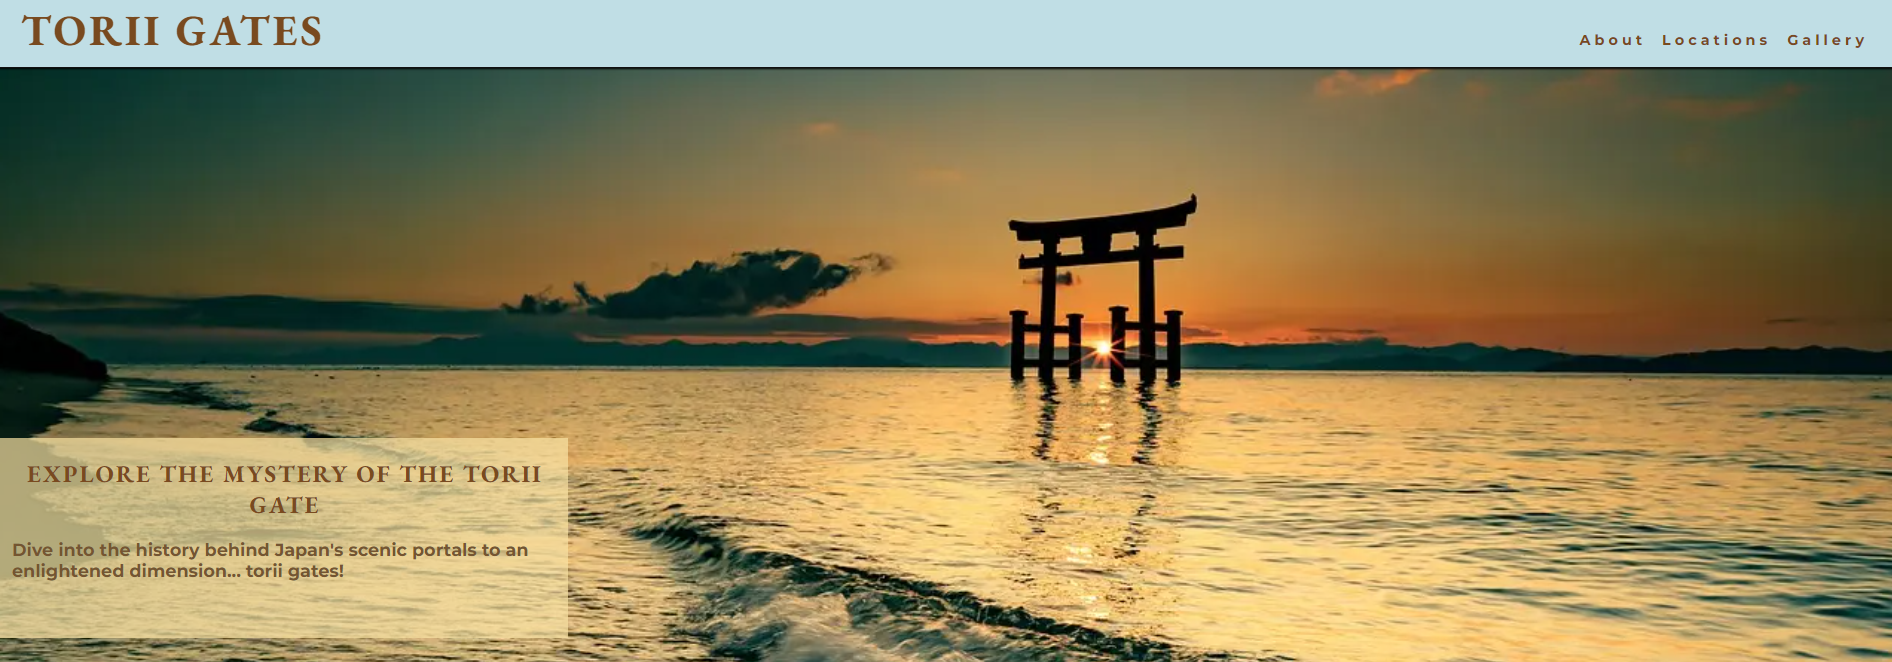 TORII GATES
About Locations Gallery
EXPLORE THE MYSTERY OF THE TORII
GATE
Dive into the history behind Japan's scenic portals to an
enlightened dimension... torii gates!